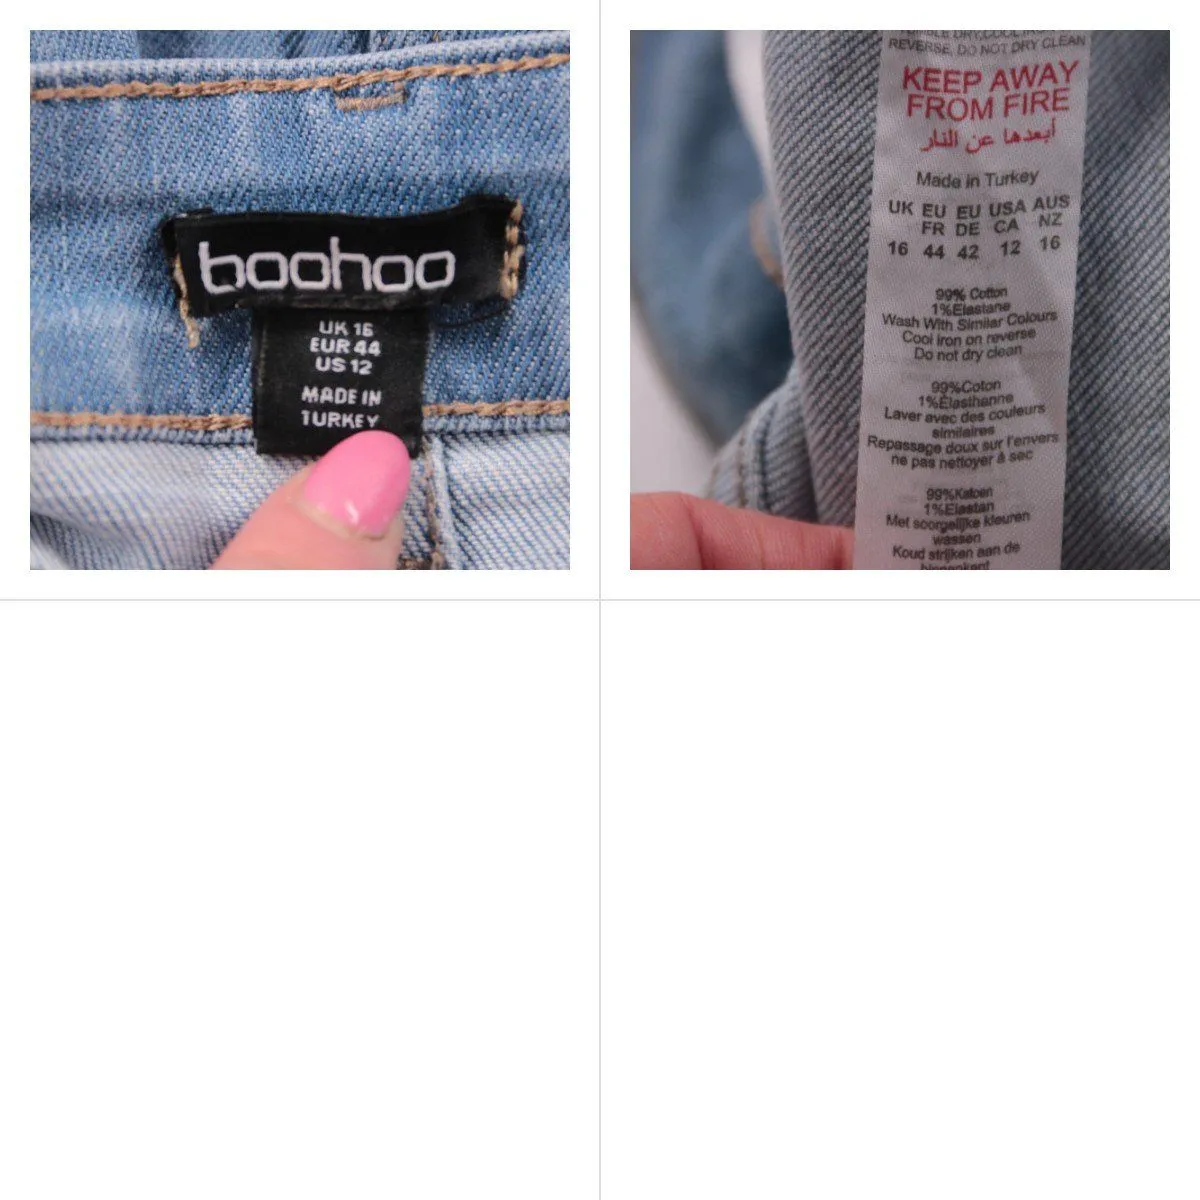 boohoo
UK 16
EUR 44
US 12
MADE IN
TURKEY
REVERSE, DO NOT DRY CLEAN
KEEP AWAY
FROM FIRE
أبعدها عن النار
Made in Turkey
UK EU EU USA AUS
FR DE CA NZ
16 44 42 12 16
99% Cotton
1%Elastane
Wash With Similar Colours
Cool iron on reverse
Do not dry clean
99%Coton
1%Élasthanne
Laver avec des couleurs
similaires
Repassage doux sur l'envers
ne pas nettoyer à sec
99%Katoen
1%Elastan
Met soorgelijke kleuren
wassen
Koud strijken aan de